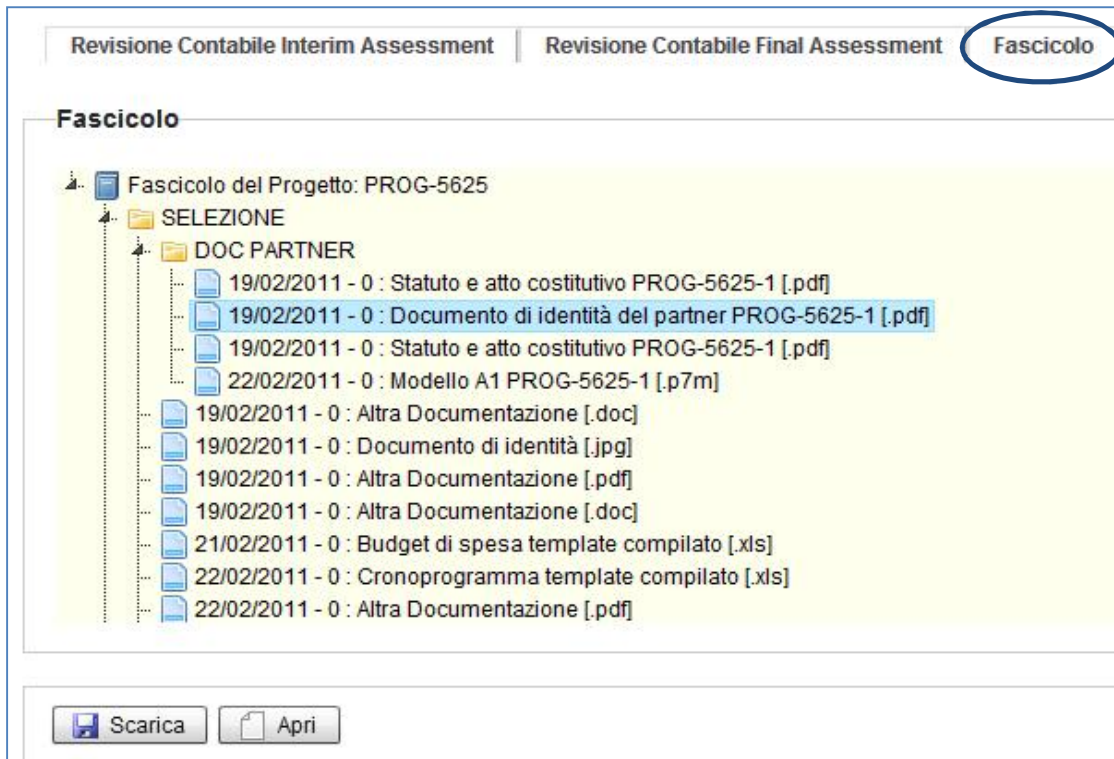 Revisione Contabile Interim Assessment Revisione Contabile Final Assessment Fascicolo
Fascicolo
Fascicolo del Progetto: PROG-5625
SELEZIONE
DOC PARTNER
19/02/2011 - 0 : Statuto e atto costitutivo PROG-5625-1 [.pdf]
19/02/2011 - 0 : Documento di identità del partner PROG-5625-1 [.pdf]
19/02/2011 - 0 : Statuto e atto costitutivo PROG-5625-1 [.pdf]
22/02/2011 - 0 : Modello A1 PROG-5625-1 [.p7m]
19/02/2011 - 0 : Altra Documentazione [.doc]
19/02/2011 - 0 : Documento di identità [.jpg]
19/02/2011 - 0 : Altra Documentazione [.pdf]
19/02/2011 - 0 : Altra Documentazione [.doc]
21/02/2011 - 0 : Budget di spesa template compilato [.xls]
22/02/2011 - 0 : Cronoprogramma template compilato [.xls]
22/02/2011 - 0 : Altra Documentazione [.pdf]
Scarica Apri